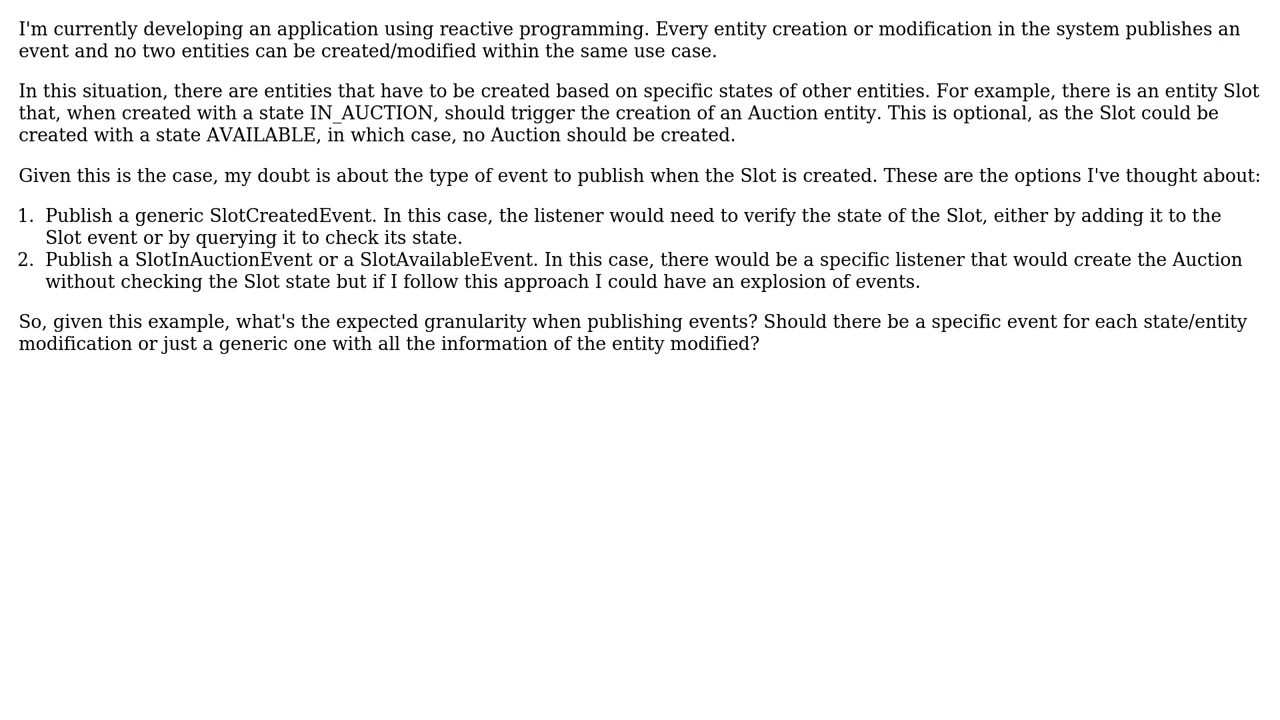 I'm currently developing an application using reactive programming. Every entity creation or modification in the system publishes an
event and no two entities can be created/modified within the same use case.
In this situation, there are entities that have to be created based on specific states of other entities. For example, there is an entity Slot
that, when created with a state IN_AUCTION, should trigger the creation of an Auction entity. This is optional, as the Slot could be
created with a state AVAILABLE, in which case, no Auction should be created.
Given this is the case, my doubt is about the type of event to publish when the Slot is created. These are the options I've thought about:
1. Publish a generic SlotCreatedEvent. In this case, the listener would need to verify the state of the Slot, either by adding it to the
Slot event or by querying it to check its state.
2. Publish a SlotInAuctionEvent or a SlotAvailableEvent. In this case, there would be a specific listener that would create the Auction
without checking the Slot state but if I follow this approach I could have an explosion of events.
So, given this example, what's the expected granularity when publishing events? Should there be a specific event for each state/entity
modification or just a generic one with all the information of the entity modified?